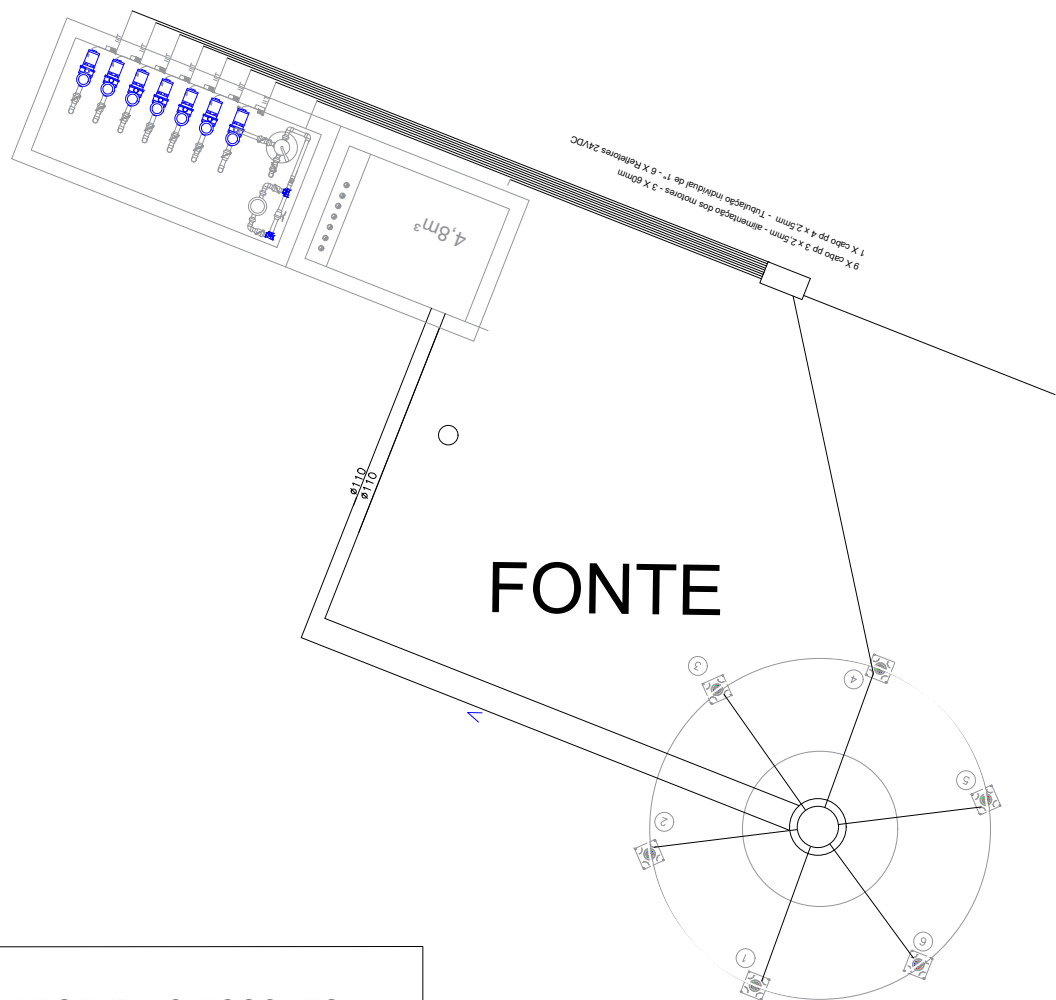 1 X cabo pp 4 x 2.5mm - Tubulação individual de 1" - 6 X Refletores 24VDC
9 X cabo pp 3 x 2,5mm - alimentação dos motores - 3 X 60mm
4,8m³
ø110
ø110
FONTE
3
4
5
2
V
6
1